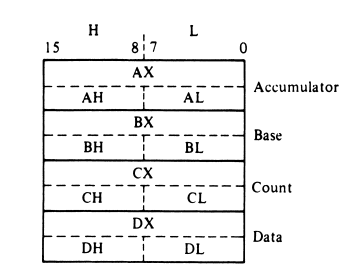 H L
15 8 7 0
AX
AH AL
Accumulator
BX
BH BL
Base
CX
CH CL
Count
DX
DH DL
Data